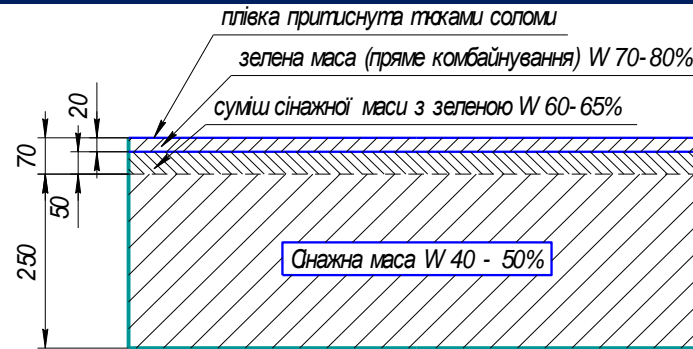 плівка притиснута тюками соломи
зелена маса (пряме комбайнування) W 70-80%
суміш сінажної маси з зеленою W 60-65%
20
70
50
250
Сінажна маса W 40 - 50%